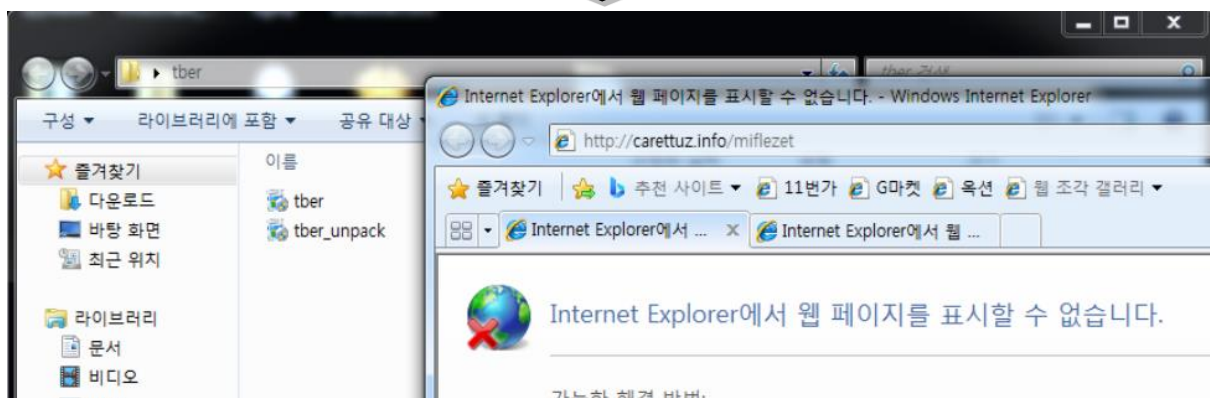 tber
tber 검색
구성 ▾ 라이브러리에 포함 ▾ 공유 대상
즐겨찾기
다운로드
바탕 화면
최근 위치
라이브러리
문서
비디오
이름
tber
tber_unpack
Internet Explorer에서 웹 페이지를 표시할 수 없습니다. - Windows Internet Explorer
http://carettuz.info/miflezet
즐겨찾기 추천 사이트 ▾ 11번가 G마켓 옥션 웹 조각 갤러리 ▾
Internet Explorer에서 ... x Internet Explorer에서 웹 ...
Internet Explorer에서 웹 페이지를 표시할 수 없습니다.